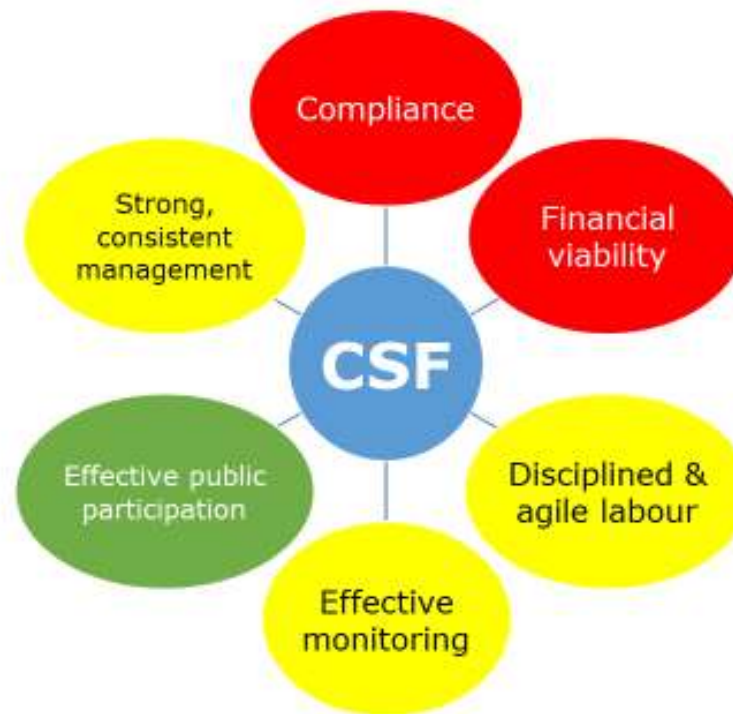 Compliance
Strong,
consistent
management
Financial
viability
CSF
Effective public
participation
Disciplined &
agile labour
Effective
monitoring